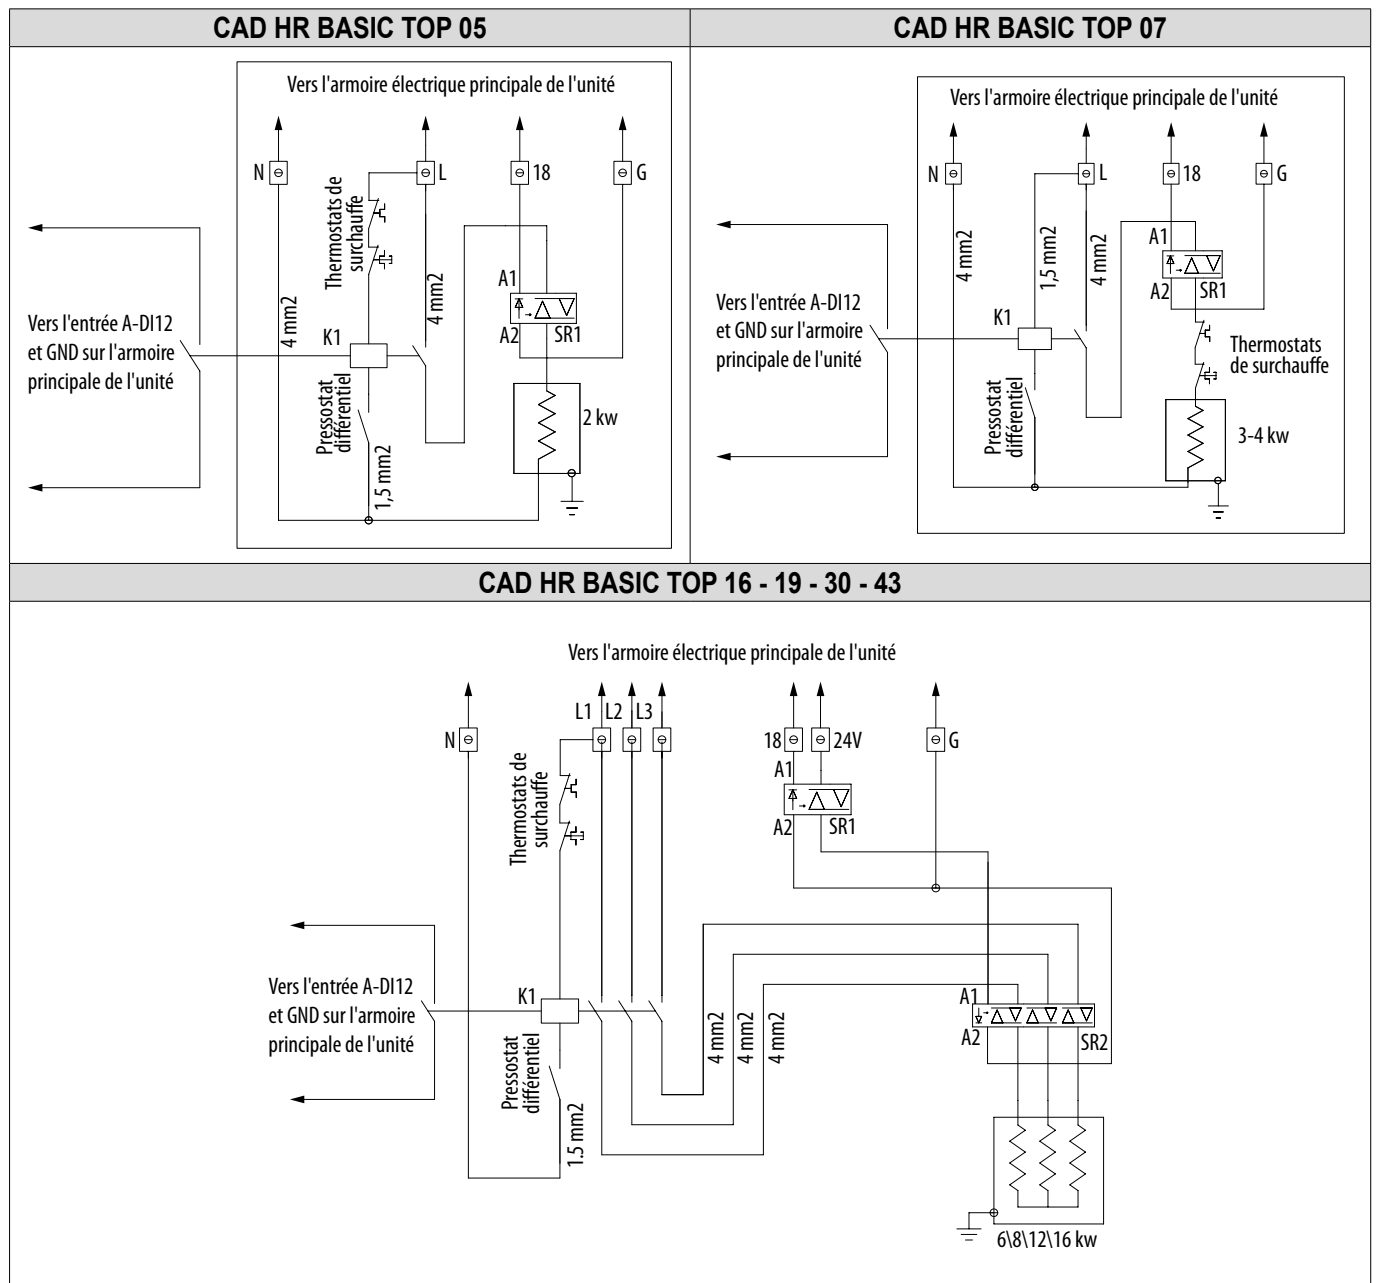 CAD HR BASIC TOP 05
Vers l'armoire électrique principale de l'unité
N
L
18
G
Thermostats de
surchauffe
4 mm2
4 mm2
A1
A2
SR1
K1
Vers l'entrée A-DI12
et GND sur l'armoire
principale de l'unité
Pressostat
différentiel
1,5 mm2
2 kw
CAD HR BASIC TOP 07
Vers l'armoire électrique principale de l'unité
N
L
18
G
4 mm2
1,5 mm2
4 mm2
A1
A2
SR1
K1
Vers l'entrée A-DI12
et GND sur l'armoire
principale de l'unité
Thermostats
de surchauffe
Pressostat
différentiel
3-4 kw
CAD HR BASIC TOP 16 - 19 - 30 - 43
Vers l'armoire électrique principale de l'unité
L1
L2
L3
N
18
24V
G
A1
A2
SR1
Thermostats de
surchauffe
K1
Vers l'entrée A-DI12
et GND sur l'armoire
principale de l'unité
Pressostat
différentiel
1.5 mm2
4 mm2
4 mm2
4 mm2
A1
A2
SR2
6\8\12\16 kw